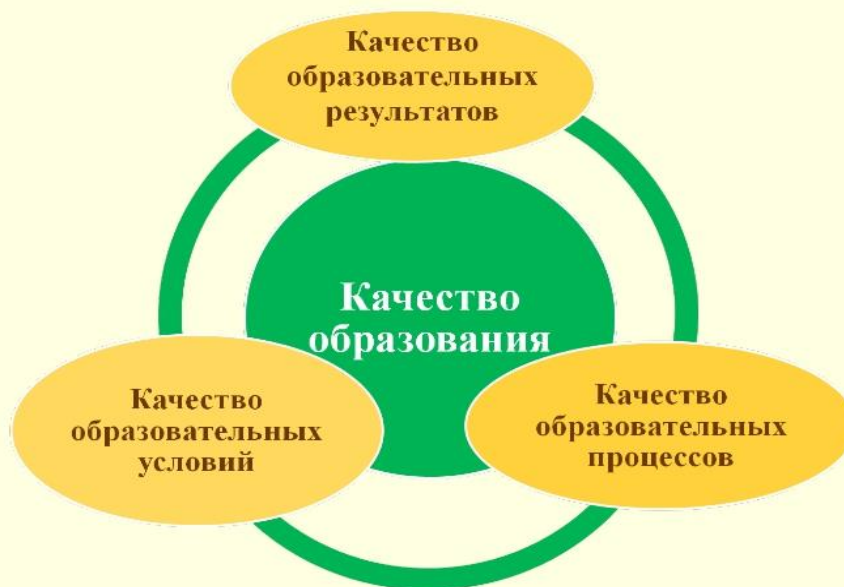 Качество
образовательных
результатов
Качество
образования
Качество
образовательных
условий
Качество
образовательных
процессов